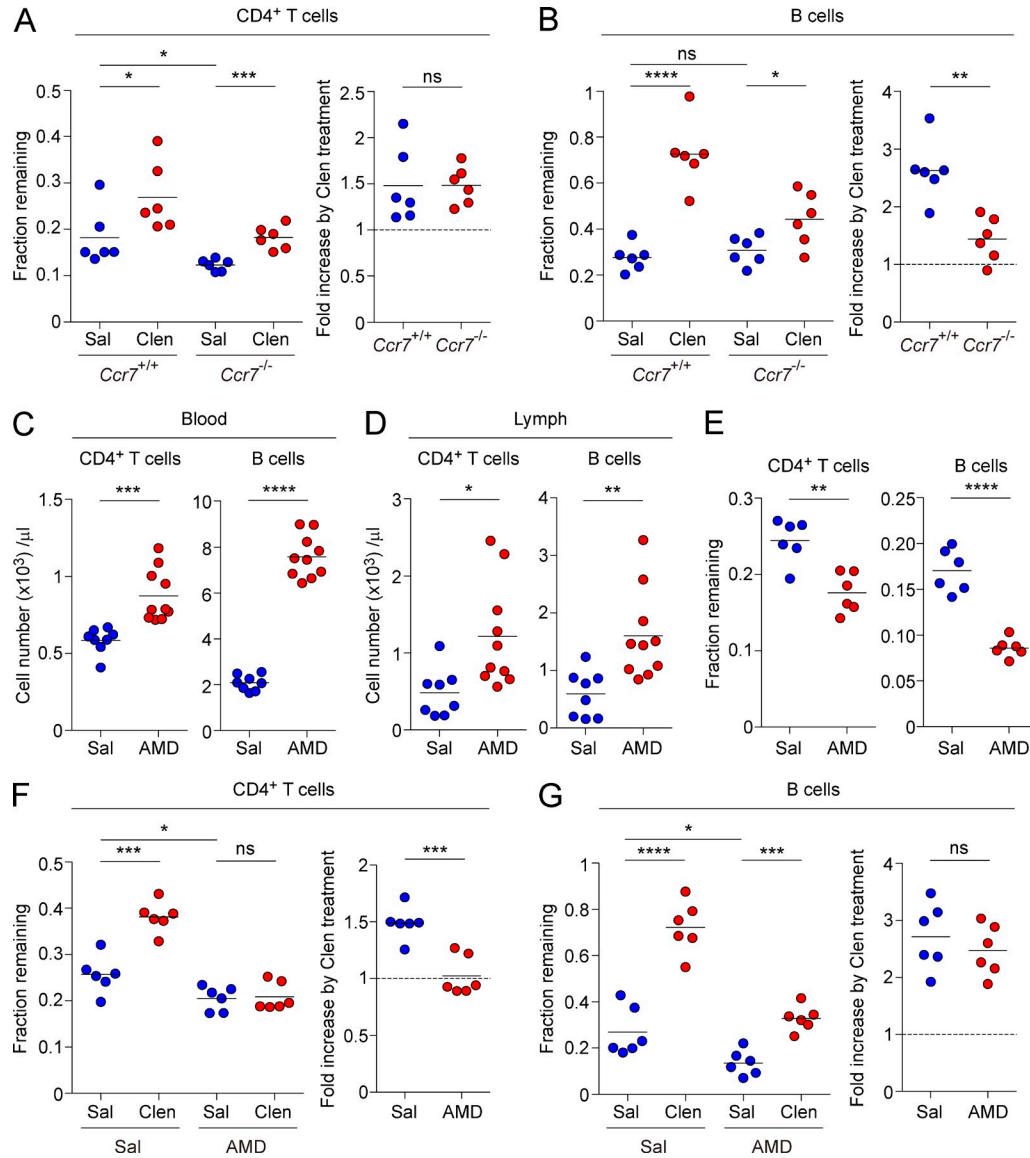 A
CD4+ T cells
* * ***
Fraction remaining
0.5
0.4
0.3
0.2
0.1
0
Sal Clen Sal Clen
Ccr7+/+ Ccr7-/-
ns
Fold increase by Clen treatment
2.5
2
1.5
1
0.5
0
Ccr7+/+ Ccr7-/-
B
B cells
ns **** *
Fraction remaining
1
0.8
0.6
0.4
0.2
0
Sal Clen Sal Clen
Ccr7+/+ Ccr7-/-
**
Fold increase by Clen treatment
4
3
2
1
0
Ccr7+/+ Ccr7-/-
C
Blood
CD4+ T cells
***
Cell number (x103) /μl
1.5
1
0.5
0
Sal AMD
B cells
****
10
8
6
4
2
0
Sal AMD
D
Lymph
CD4+ T cells
*
Cell number (x103) /μl
3
2
1
0
Sal AMD
B cells
**
4
3
2
1
0
Sal AMD
E
CD4+ T cells
**
Fraction remaining
0.3
0.2
0
Sal AMD
B cells
****
0.25
0.20
0.15
0.10
0.05
0.00
Sal AMD
F
CD4+ T cells
* *** ns
Fraction remaining
0.5
0.4
0.3
0.2
0.1
0
Sal Clen Sal Clen
Sal AMD
***
Fold increase by Clen treatment
2
1.5
1
0.5
0
Sal AMD
G
B cells
* **** ***
Fraction remaining
1
0.8
0.6
0.4
0.2
0
Sal Clen Sal Clen
Sal AMD
ns
Fold increase by Clen treatment
4
3
2
1
0
Sal AMD